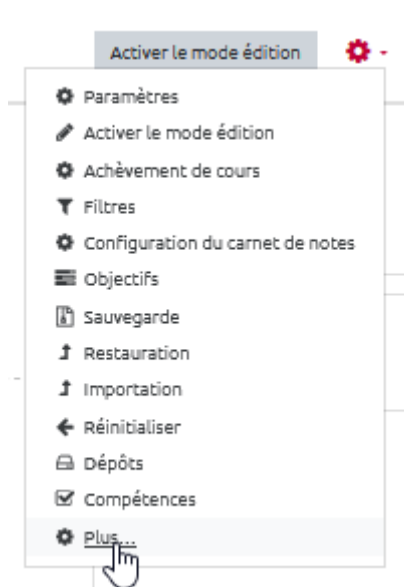 Activer le mode édition
Paramètres
Activer le mode édition
Achèvement de cours
Filtres
Configuration du carnet de notes
Objectifs
Sauvegarde
Restauration
Importation
Réinitialiser
Dépôts
Compétences
Plus...